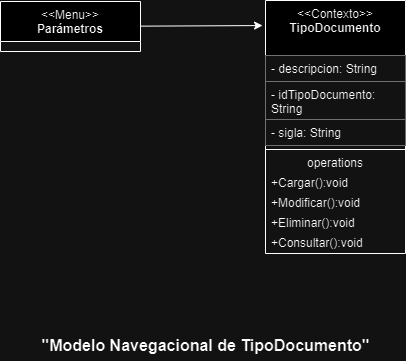 <<Menu>>
Parámetros
<<Contexto>>
TipoDocumento
- descripcion: String
- idTipoDocumento:
String
- sigla: String
operations
+Cargar():void
+Modificar():void
+Eliminar():void
+Consultar():void
"Modelo Navegacional de TipoDocumento"